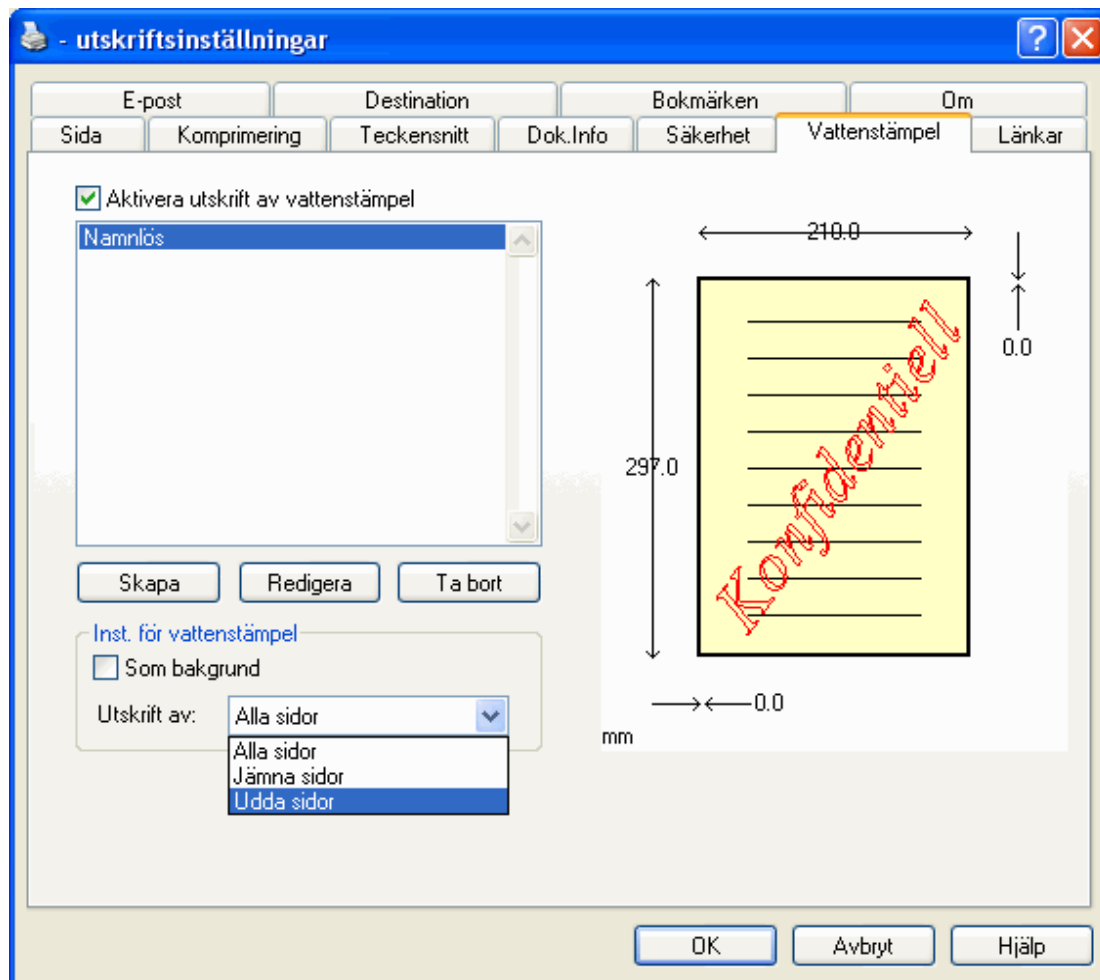 - utskriftsinställningar
E-post Destination Bokmärken Om
Sida Komprimering Teckensnitt Dok.Info Säkerhet Vattenstämpel Länkar
Aktivera utskrift av vattenstämpel
Namnlös
210.0
0.0
297.0
Konfidentiell
0.0
mm
Skapa Redigera Ta bort
Inst. för vattenstämpel
Som bakgrund
Utskrift av: Alla sidor
Alla sidor
Jämna sidor
Udda sidor
OK Avbryt Hjälp